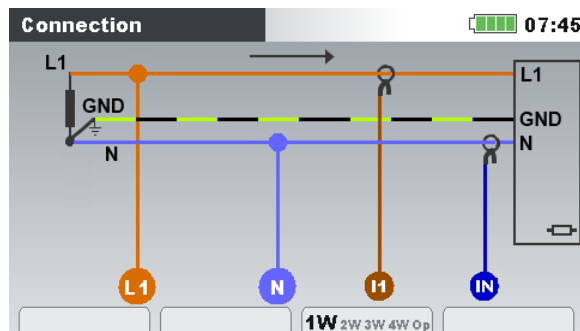 Connection 07:45
L1 L1
GND GND
N N
L1 N I1 IN
1W 2W 3W 4W Op